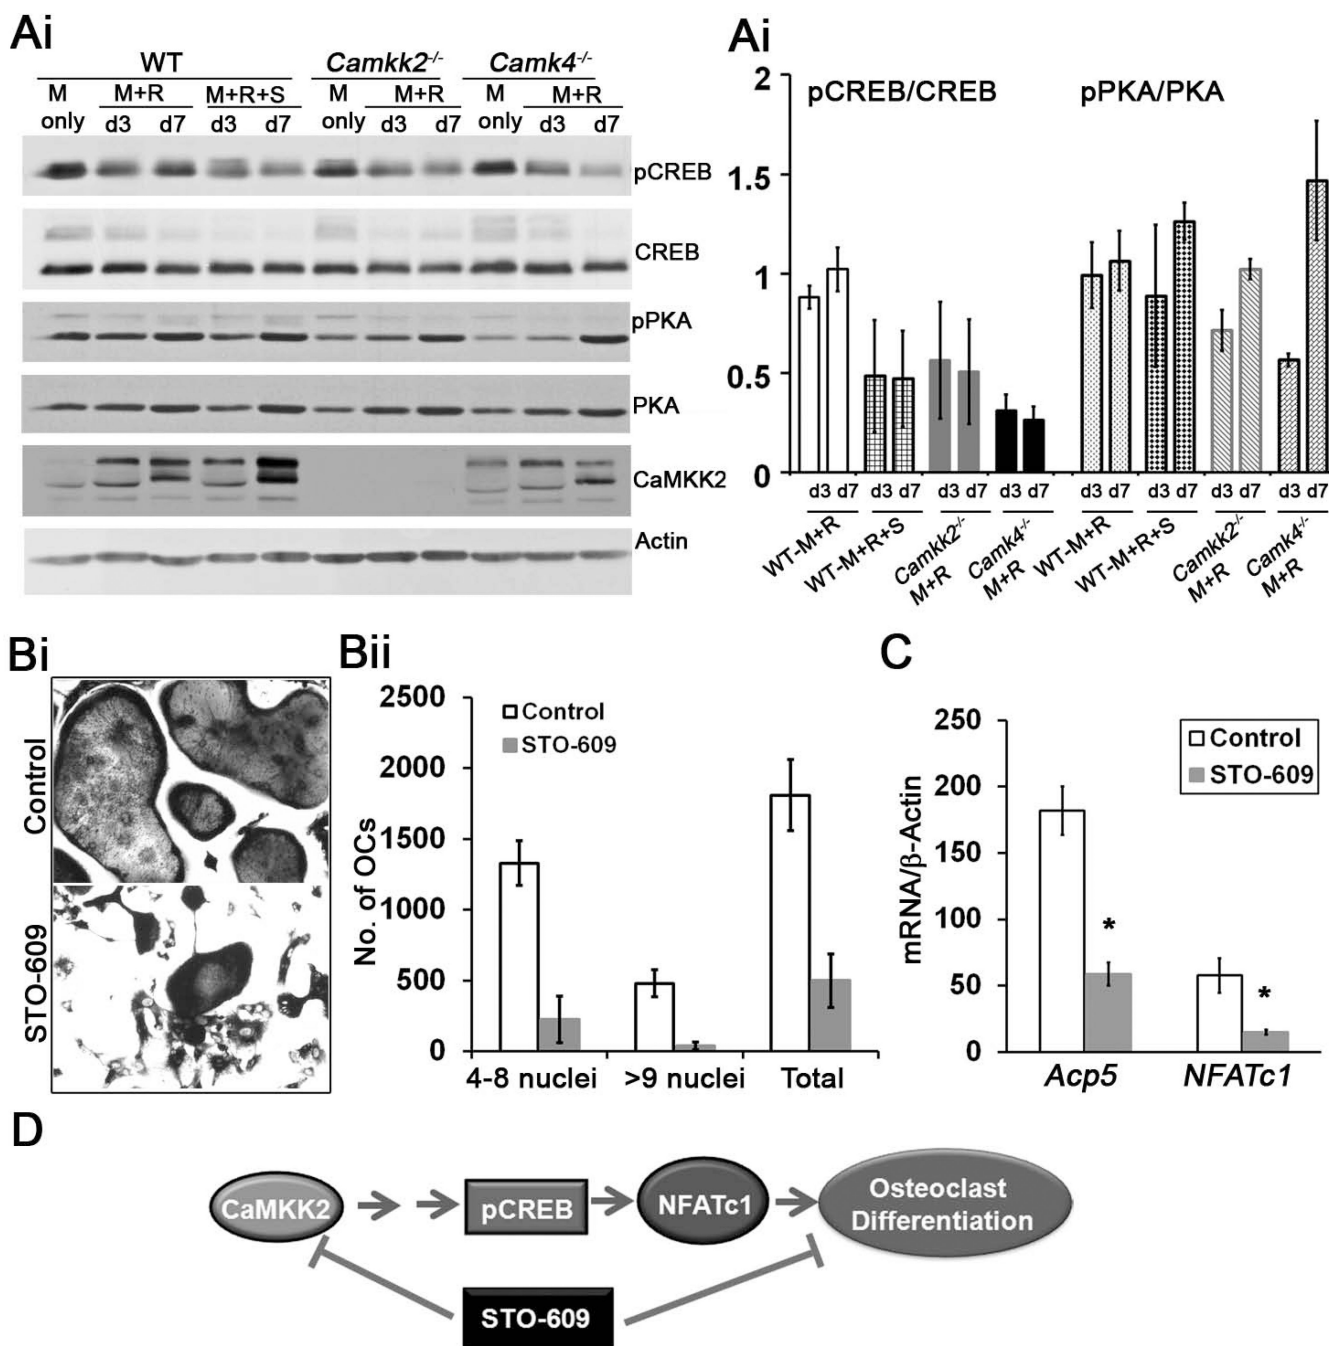 Ai
WT
Camkk2-/-
Camk4-/-
M only
M+R
M+R+S
M only
M+R
M only
M+R
d3 d7 d3 d7 d3 d7 d3 d7
pCREB
CREB
pPKA
PKA
CaMKK2
Actin
Ai
pCREB/CREB
pPKA/PKA
2
1.5
1
0.5
0
d3 d7 d3 d7 d3 d7 d3 d7 d3 d7 d3 d7 d3 d7 d3 d7
WT-M+R
WT-M+R+S
Camkk2-/-
M+R
Camk4-/-
M+R
WT-M+R
WT-M+R+S
Camkk2-/-
M+R
Camk4-/-
M+R
Bi
Control
STO-609
Bii
No. of OCs
2500
2000
1500
1000
500
0
Control
STO-609
4-8 nuclei
>9 nuclei
Total
C
mRNA/β-Actin
250
200
150
100
50
0
Control
STO-609
*
*
Acp5
NFATc1
D
CaMKK2
pCREB
NFATc1
Osteoclast
Differentiation
STO-609